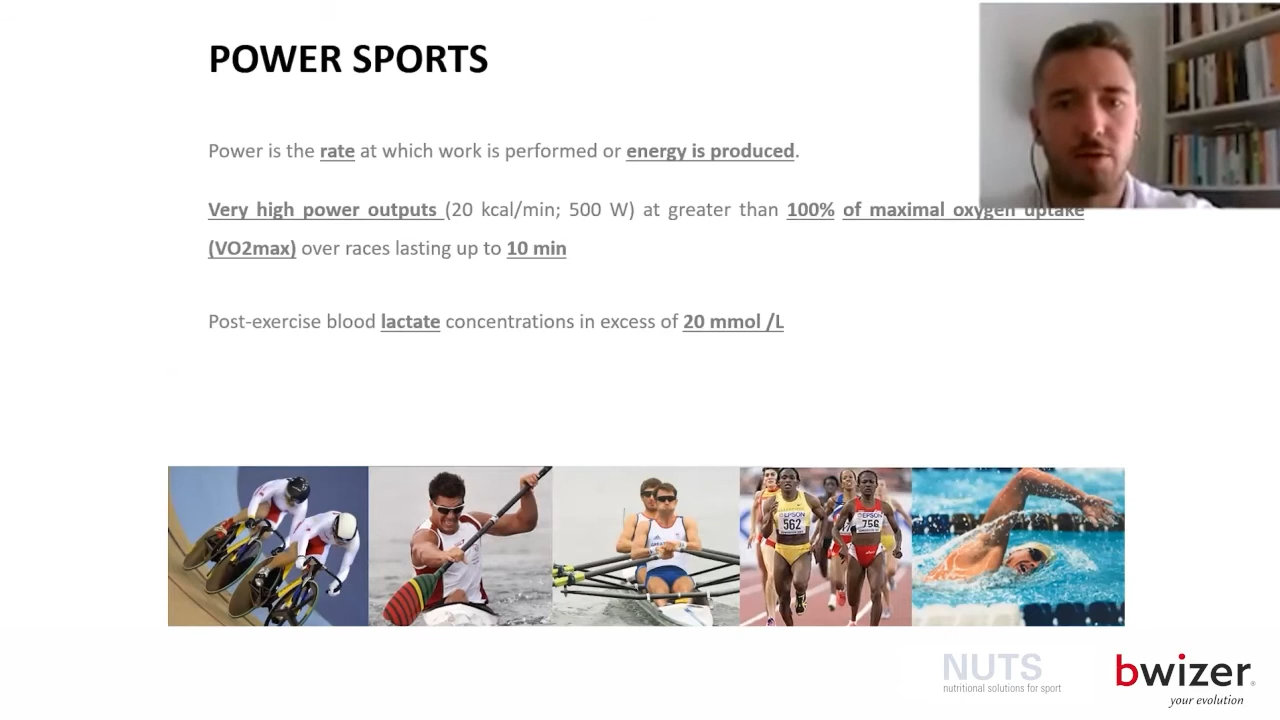 POWER SPORTS
Power is the rate at which work is performed or energy is produced.
Very high power outputs (20 kcal/min; 500 W) at greater than 100% of maximal oxygen uptake
(VO2max) over races lasting up to 10 min
Post-exercise blood lactate concentrations in excess of 20 mmol /L
EPSON
562
EPSON
756
NUTS
nutritional solutions for sport
bwizer®
your evolution